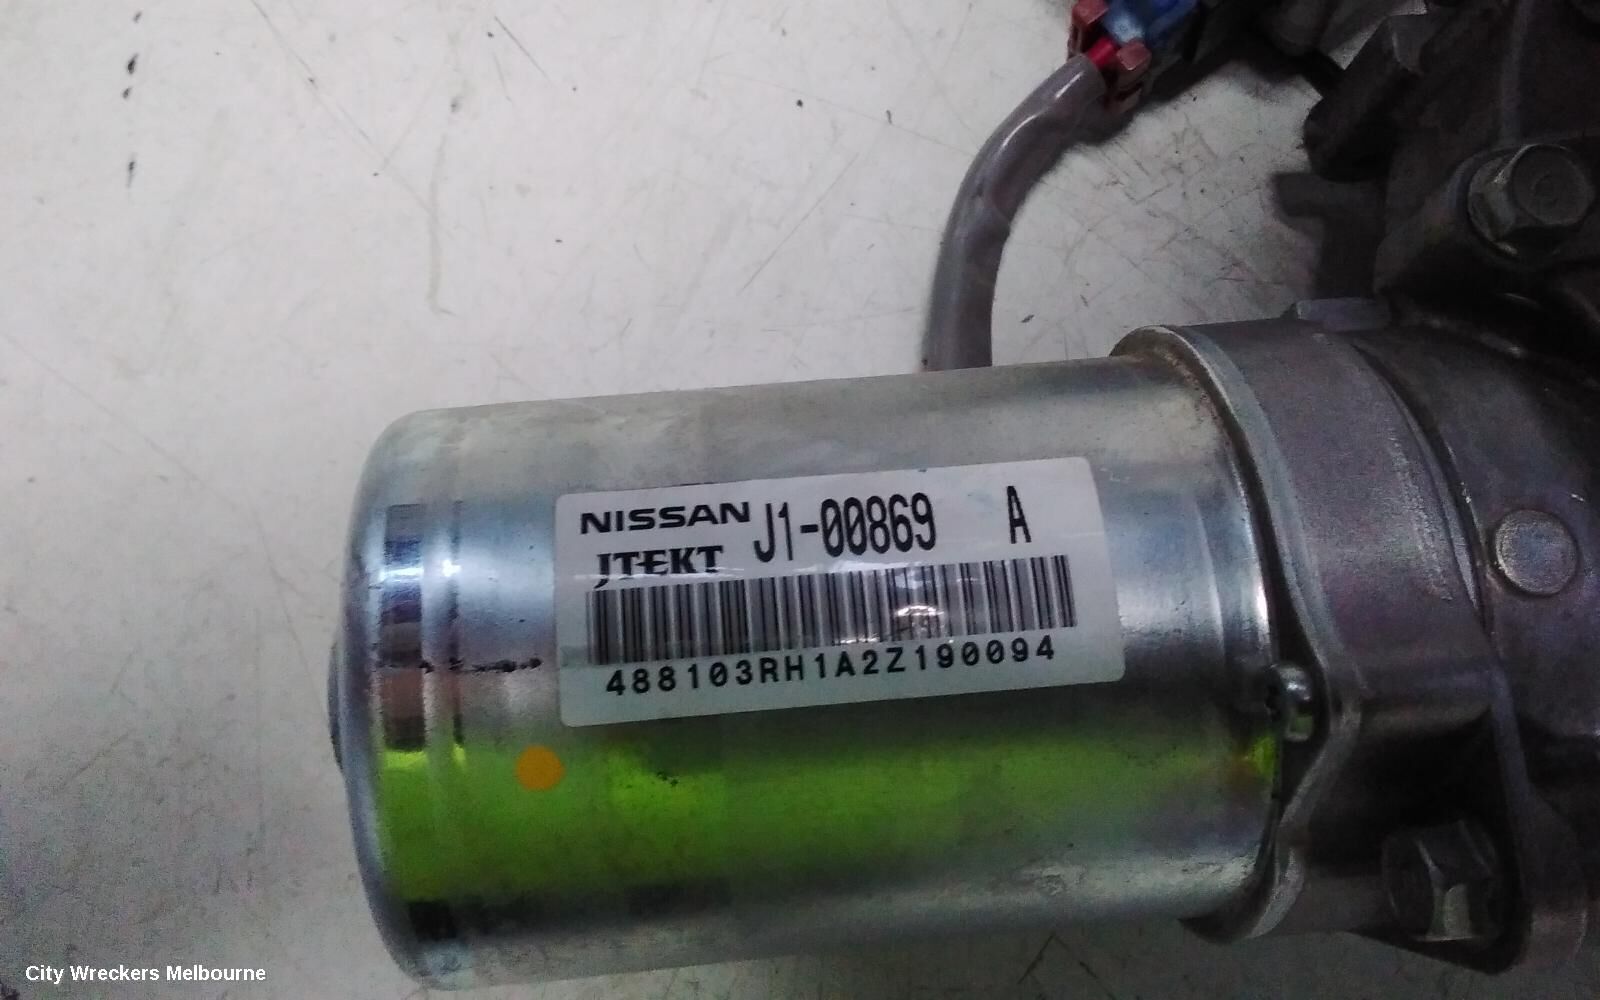 NISSAN J1-00869 A
JTEKT
488103RH1A2Z190094
City Wreckers Melbourne